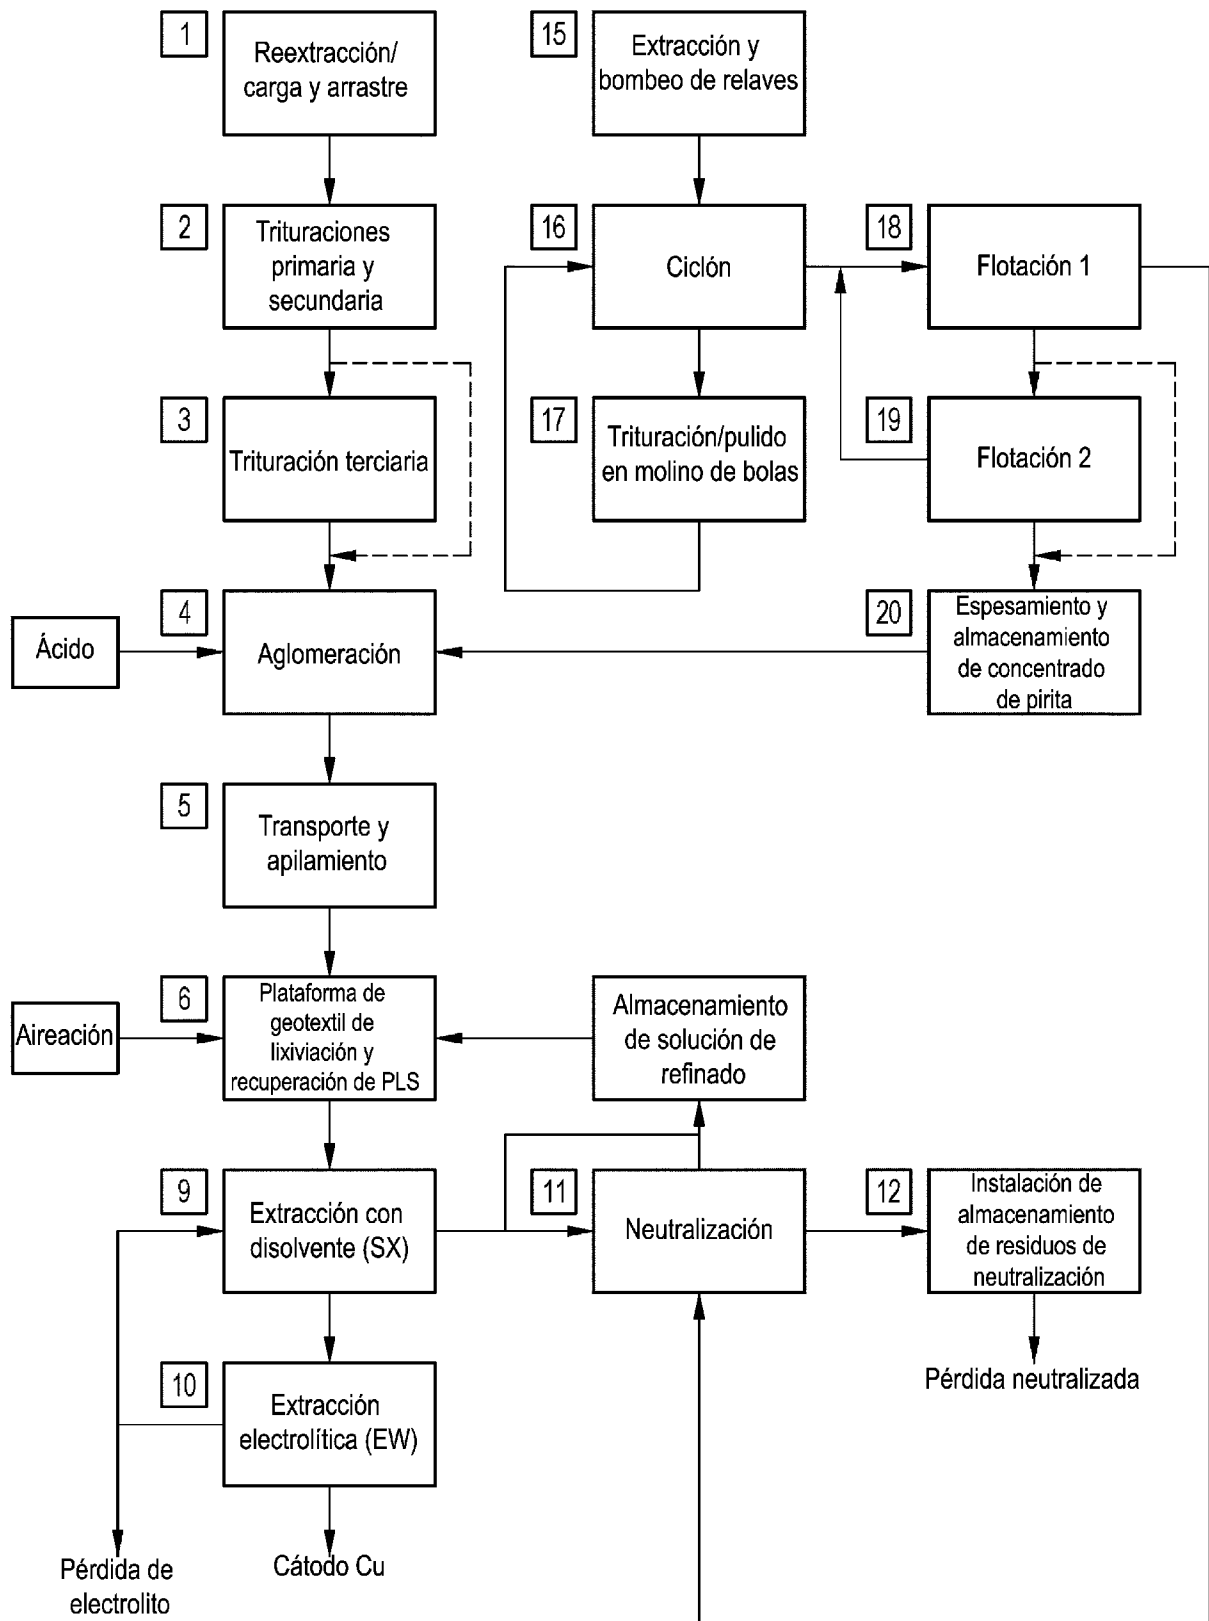 1
Reextracción/
carga y arrastre
15
Extracción y
bombeo de relaves
2
Trituraciones
primaria y
secundaria
16
Ciclón
18
Flotación 1
3
Trituración terciaria
17
Trituración/pulido
en molino de bolas
19
Flotación 2
Ácido
4
Aglomeración
20
Espesamiento y
almacenamiento
de concentrado
de pirita
5
Transporte y
apilamiento
Aireación
6
Plataforma de
geotextil de
lixiviación y
recuperación de PLS
Almacenamiento
de solución de
refinado
9
Extracción con
disolvente (SX)
11
Neutralización
12
Instalación de
almacenamiento
de residuos de
neutralización
10
Extracción
electrolítica (EW)
Pérdida neutralizada
Pérdida de
electrolito
Cátodo Cu